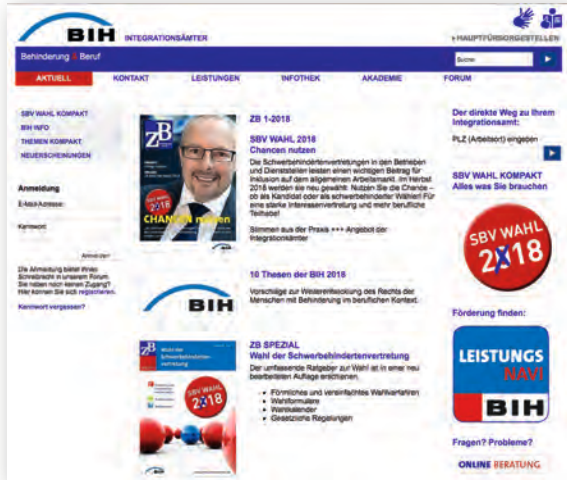 BIH INTEGRATIONSÄMTER
HAUPTFÜRSORGESTELLEN
Behinderung & Beruf
Suche:
AKTUELL KONTAKT LEISTUNGEN INFOTHEK AKADEMIE FORUM
SBV WAHL KOMPAKT
BIH INFO
THEMEN KOMPAKT
NEUERSCHEINUNGEN
Anmeldung
E-Mail-Adresse:
Kennwort
Anmelden
Die Anmeldung bietet Ihnen
Schreibrecht in unserem Forum.
Sie haben noch keinen Zugang?
Hier können Sie sich registrieren.
Kennwort vergessen?
ZB
SBV WAHL
2018
CHANCEN nutzen
ZB 1-2018
SBV WAHL 2018
Chancen nutzen
Die Schwerbehindertenvertretungen in den Betrieben
und Dienststellen leisten einen wichtigen Beitrag für
Inklusion auf dem allgemeinen Arbeitsmarkt. Im Herbst
2018 werden sie neu gewählt. Nutzen Sie die Chance –
ob als Kandidat oder als schwerbehinderter Wähler! Für
eine starke Interessenvertretung und mehr berufliche
Teilhabe!
Stimmen aus der Praxis +++ Angebot der
Integrationsämter
BIH
10 Thesen der BIH 2018
Vorschläge zur Weiterentwicklung des Rechts der
Menschen mit Behinderung im beruflichen Kontext.
ZB
Wahl der
Schwerbehinderten-
vertretung
SBV WAHL
2018
ZB SPEZIAL
Wahl der Schwerbehindertenvertretung
Der umfassende Ratgeber zur Wahl ist in einer neu
bearbeiteten Auflage erschienen.
• Förmliches und vereinfachtes Wahlverfahren
• Wahlformulare
• Wahlkalender
• Gesetzliche Regelungen
Der direkte Weg zu Ihrem
Integrationsamt:
PLZ (Arbeitsort) eingeben
SBV WAHL KOMPAKT
Alles was Sie brauchen
SBV WAHL
2018
Förderung finden:
LEISTUNGS
NAVI
BIH
Fragen? Probleme?
ONLINE BERATUNG